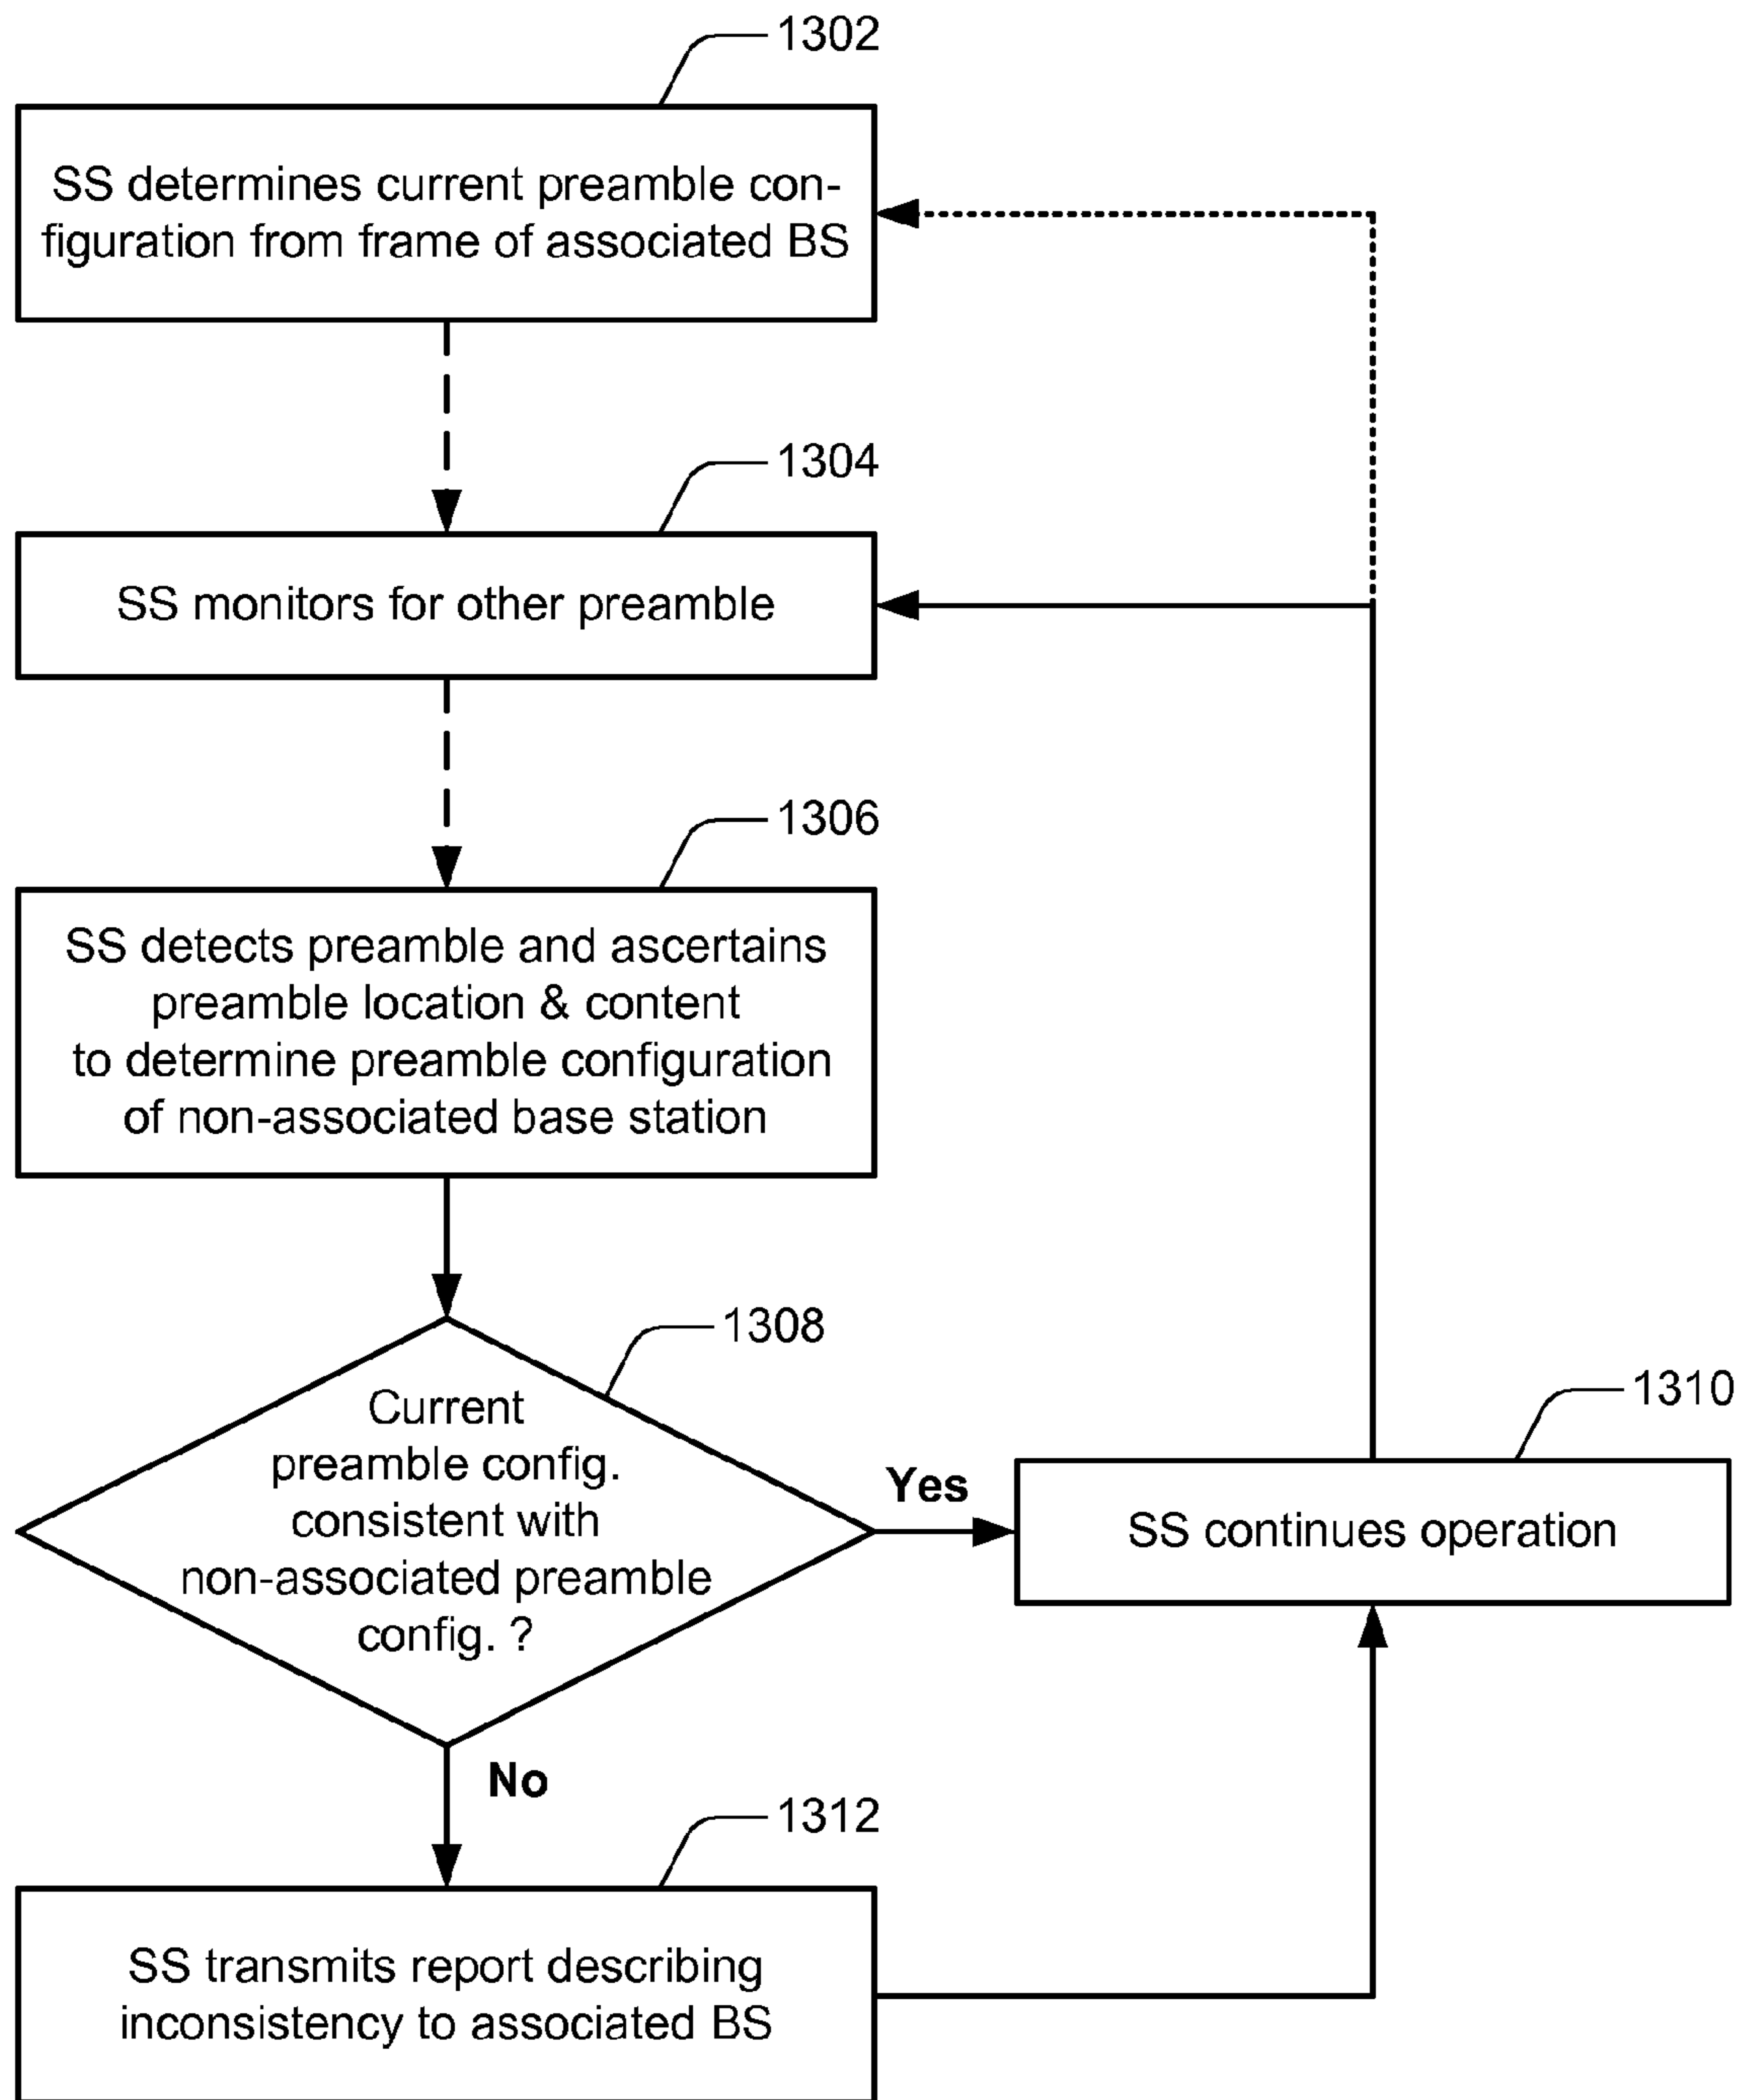 1302
SS determines current preamble con-
figuration from frame of associated BS
1304
SS monitors for other preamble
1306
SS detects preamble and ascertains
preamble location & content
to determine preamble configuration
of non-associated base station
1308
Current
preamble config.
consistent with
non-associated preamble
config. ?
Yes
1310
SS continues operation
No
1312
SS transmits report describing
inconsistency to associated BS